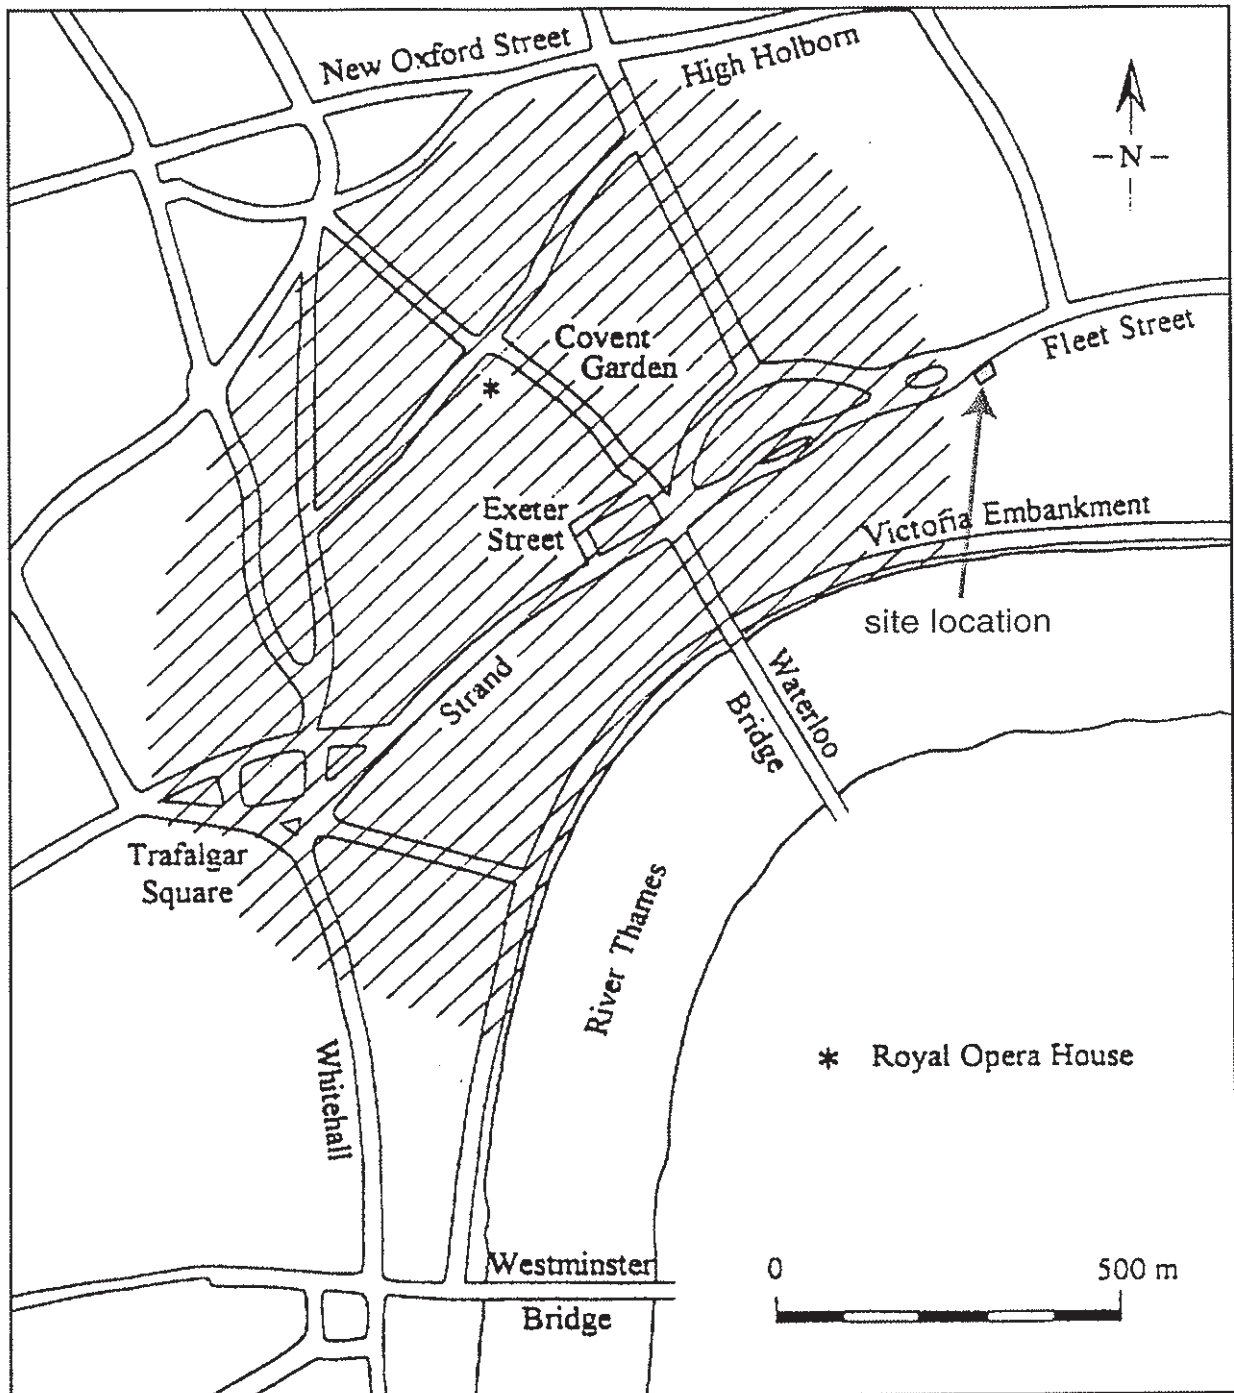 New Oxford Street
High Holborn
- N -
Covent
Garden
Fleet Street
*
Exeter
Street
Victoria Embankment
site location
Strand
Waterloo
Bridge
Trafalgar
Square
River Thames
* Royal Opera House
Whitehall
Westminster
Bridge
0 500 m